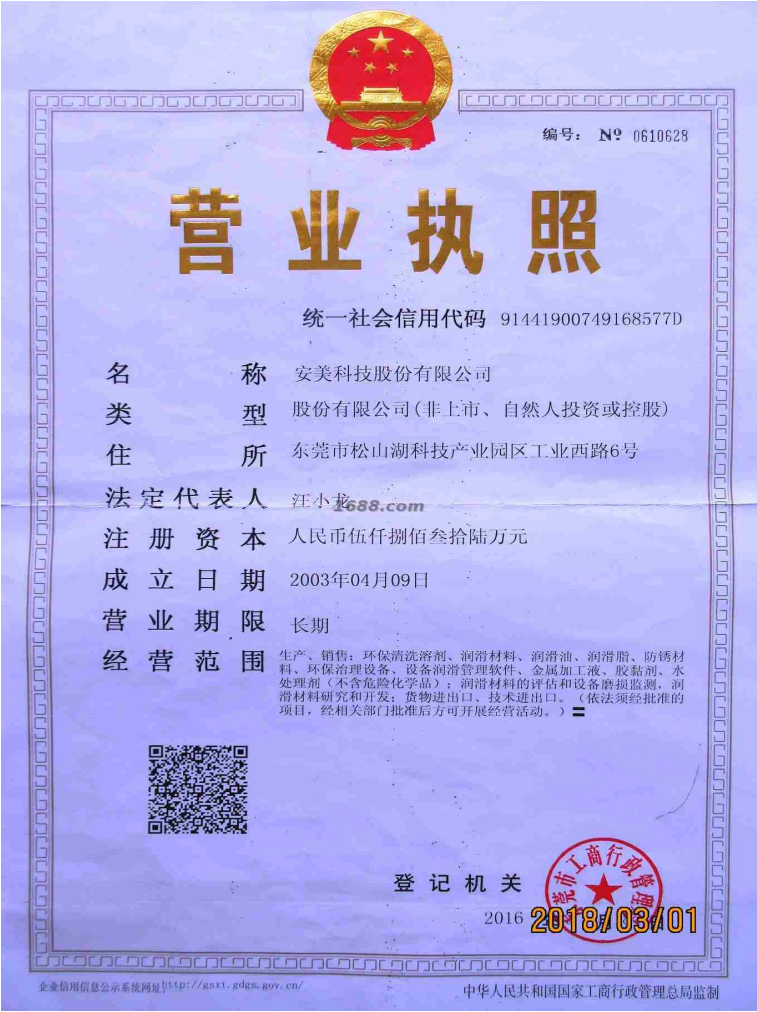 编号: № 0610628
营业执照
统一社会信用代码 91441900749168577D
名称 安美科技股份有限公司
类型 股份有限公司(非上市、自然人投资或控股)
住所 东莞市松山湖科技产业园区工业西路6号
法定代表人 汪小龙
1688.com
注册资本 人民币伍仟捌佰叁拾陆万元
成立日期 2003年04月09日
营业期限 长期
经营范围 生产、销售:环保清洗溶剂、润滑材料、润滑油、润滑脂、防锈材
料、环保治理设备、设备润滑管理软件、金属加工液、胶黏剂、水
处理剂(不含危险化学品);润滑材料的评估和设备磨损监测,润
滑材料研究和开发;货物进出口、技术进出口。(依法须经批准的
项目,经相关部门批准后方可开展经营活动。)
登记机关
莞市工商行政管理
2016
2018/03/01
企业信用信息公示系统网址:http://gsxt.gdgs.gov.cn/
中华人民共和国国家工商行政管理总局监制